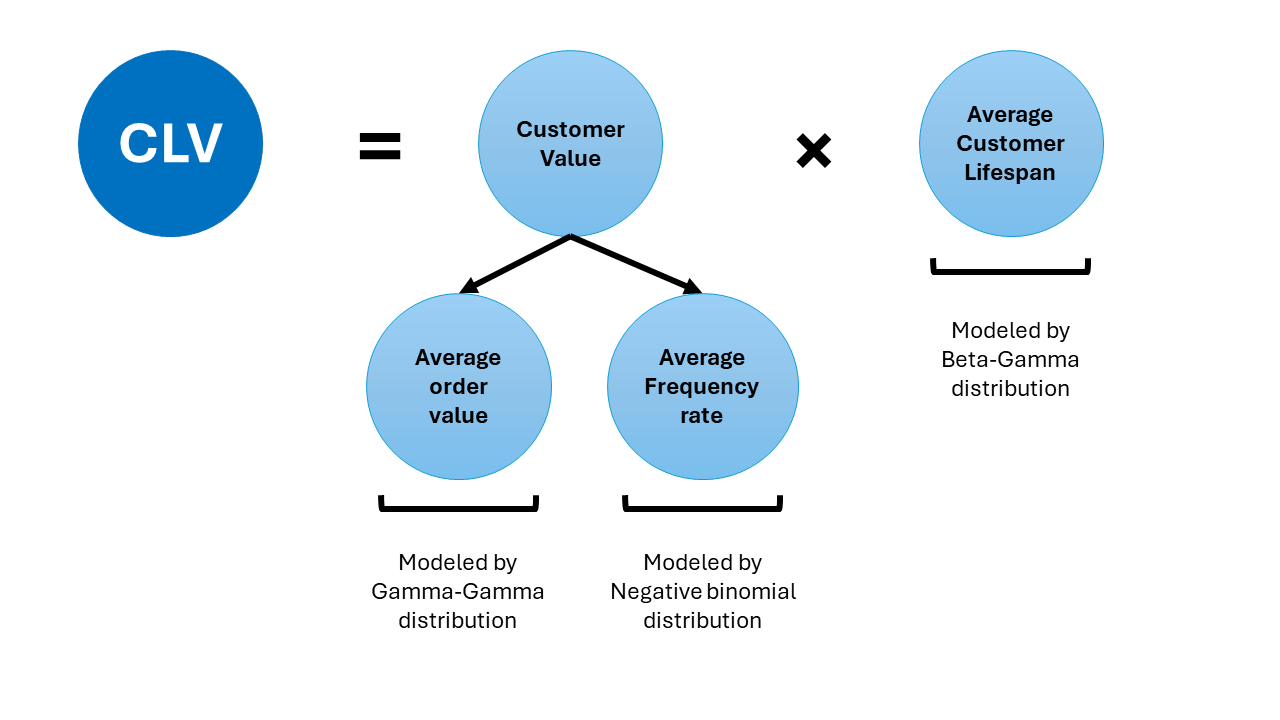 CLV
=
Customer
Value
×
Average
Customer
Lifespan
Average
order
value
Average
Frequency
rate
Modeled by
Beta-Gamma
distribution
Modeled by
Gamma-Gamma
distribution
Modeled by
Negative binomial
distribution